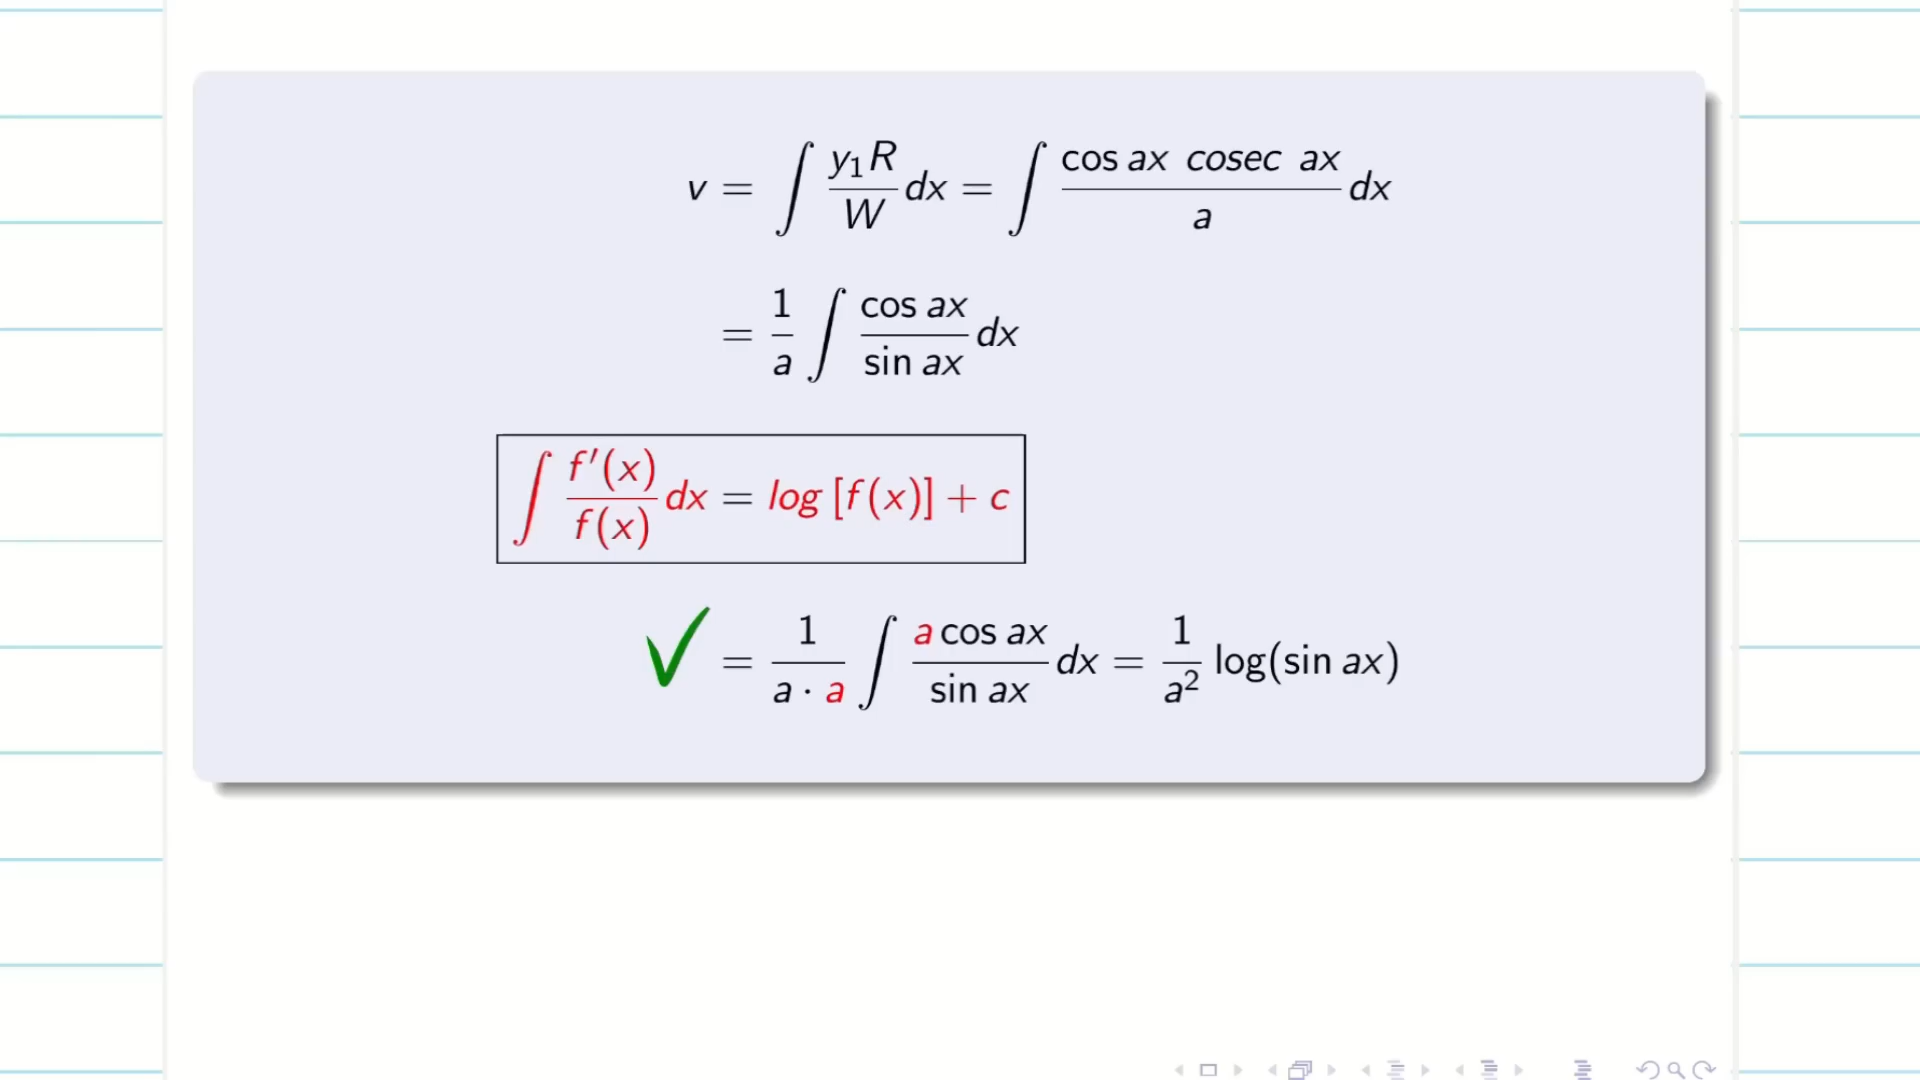 v = ∫ y₁R/W dx = ∫ cos ax cosec ax/a dx
= 1/a ∫ cos ax/sin ax dx
∫ f′(x)/f(x) dx = log [f(x)] + c
✓ = 1/(a · a) ∫ a cos ax/sin ax dx = 1/a² log(sin ax)